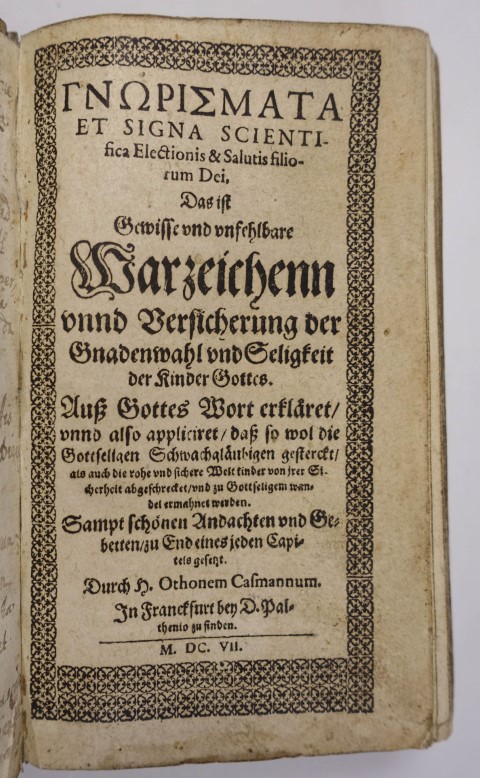 ΓΝΩΡΙΣΜΑΤΑ
ET SIGNA SCIENTI-
fica Electionis & Salutis filio-
rum Dei,
Das ist
Gewisse vnd vnfehlbare
Warzeichenn
vnnd Versicherung der
Gnadenwahl vnd Seligkeit
der Kinder Gottes.
Auß Gottes Wort erkläret/
vnnd also appliciret/ daß so wol die
Gottseligen Schwachgläubigen gesterckt/
als auch die rohe vnd sichere Welt kinder von jrer Si-
cherheit abgeschrecket/ vnd zu Gottseligem wan-
del ermahnet werden.
Sampt schönen Andachten vnd Ge-
betten/ zu End eines jeden Capi-
tels gesetzt.
Durch H. Othonem Casmannum.
In Franckfurt bey D. Pal-
thenio zu finden.
M. DC. VII.